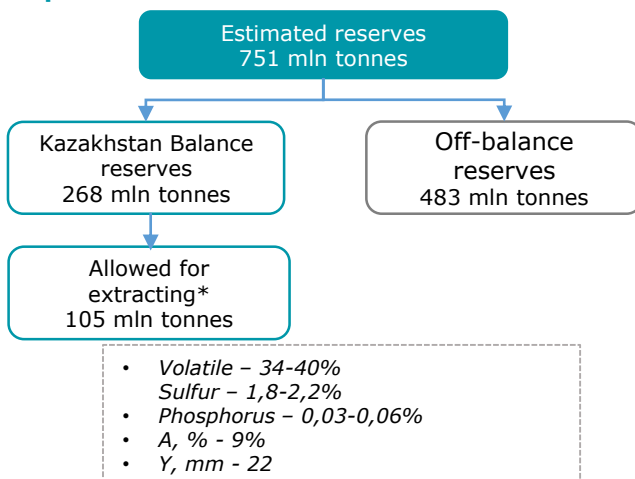 Estimated reserves
751 mln tonnes
Kazakhstan Balance
reserves
268 mln tonnes
Off-balance
reserves
483 mln tonnes
Allowed for
extracting*
105 mln tonnes
• Volatile – 34-40%
Sulfur – 1,8-2,2%
• Phosphorus – 0,03-0,06%
• A, % - 9%
• Y, mm - 22